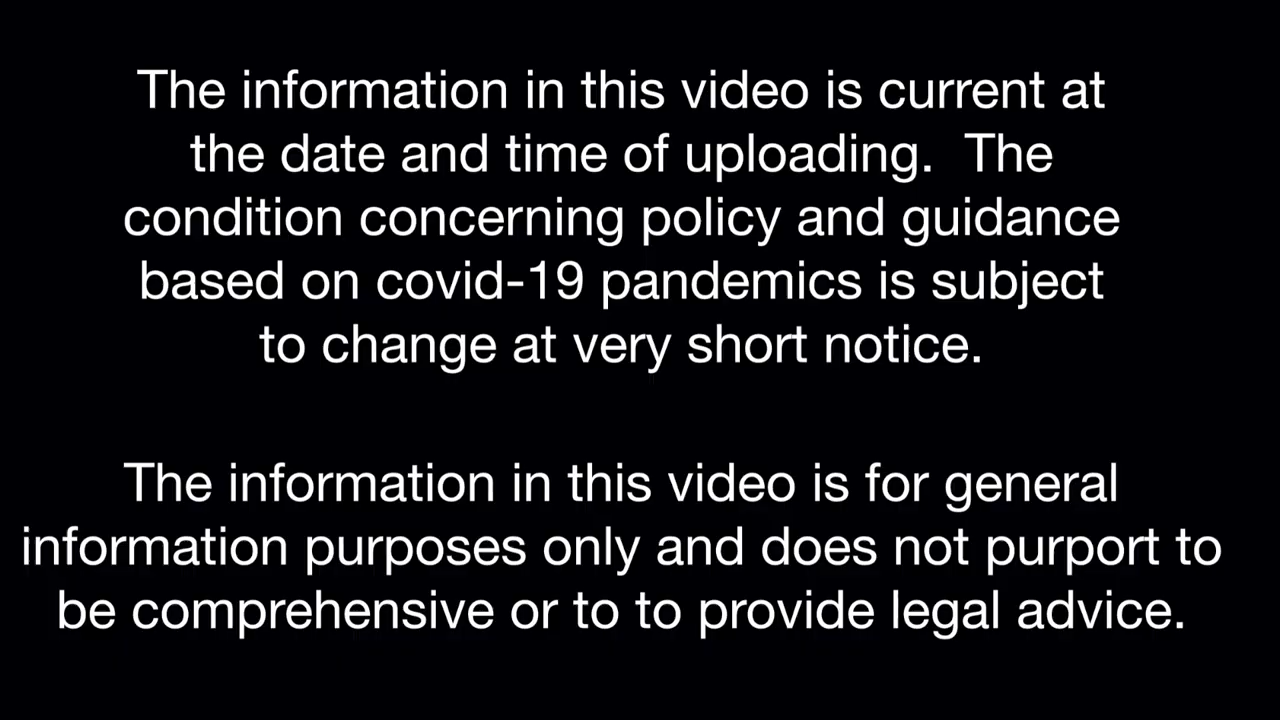 The information in this video is current at
the date and time of uploading.  The
condition concerning policy and guidance
based on covid-19 pandemics is subject
to change at very short notice.
The information in this video is for general
information purposes only and does not purport to
be comprehensive or to to provide legal advice.